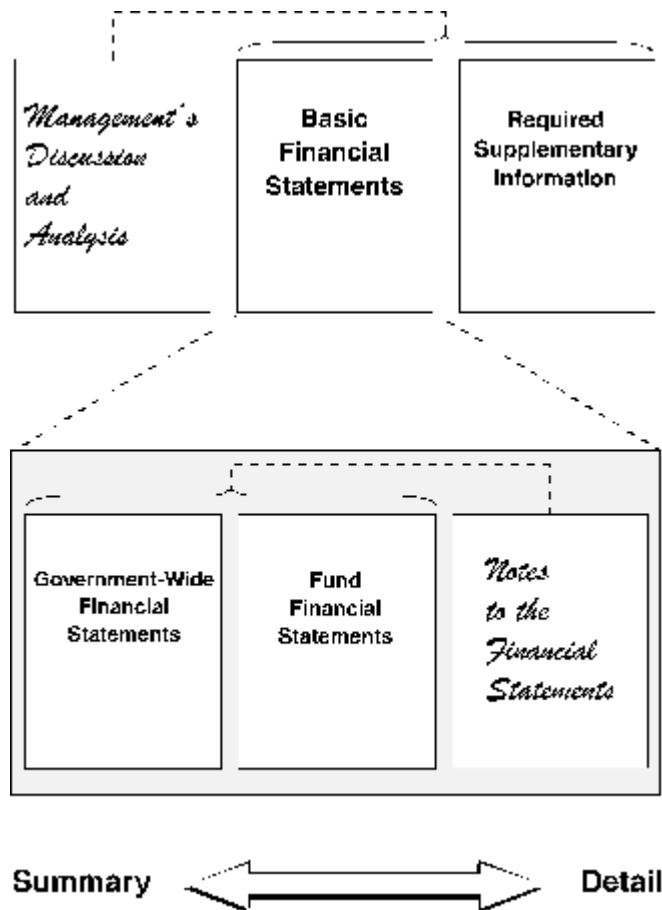 Management's
Discussion
and
Analysis
Basic
Financial
Statements
Required
Supplementary
Information
Government-Wide
Financial
Statements
Fund
Financial
Statements
Notes
to the
Financial
Statements
Summary
Detail